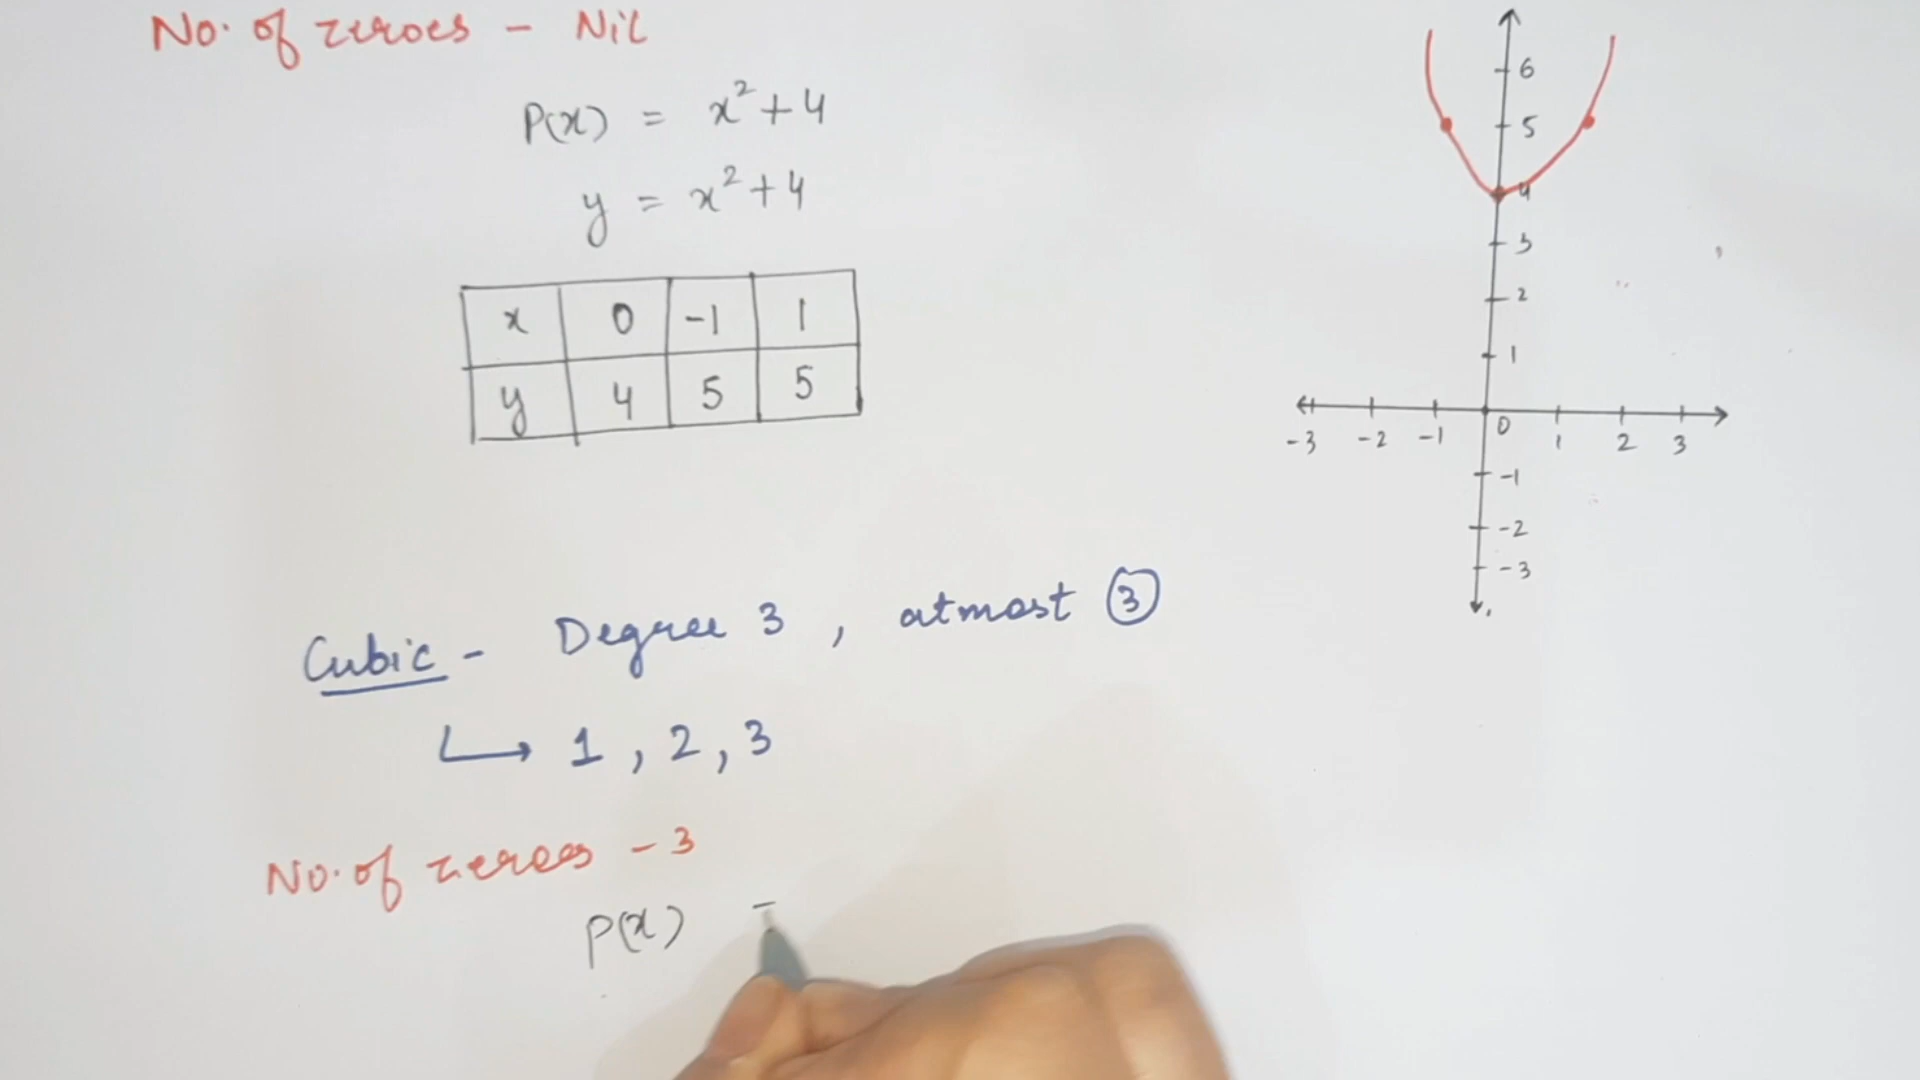 No. of zeroes - Nil
P(x) = x²+4
y = x²+4
x 0 -1 1
y 4 5 5
6
5
4
3
2
1
-3 -2 -1 0 1 2 3
-1
-2
-3
Cubic - Degree 3 , atmost 3
1 , 2 , 3
No. of zeroes - 3
P(x) -